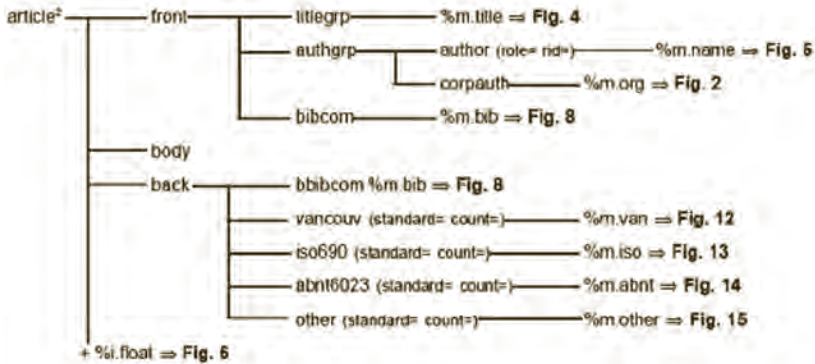 article² front titlegrp %m.title ⇒ Fig. 4
authgrp author (role= rid=) %m.name ⇒ Fig. 5
corpauth %m.org ⇒ Fig. 2
bibcom %m.bib ⇒ Fig. 8
body
back bbibcom %m.bib ⇒ Fig. 8
vancouv (standard= count=) %m.van ⇒ Fig. 12
iso690 (standard= count=) %m.iso ⇒ Fig. 13
abnt6023 (standard= count=) %m.abnt ⇒ Fig. 14
other (standard= count=) %m.other ⇒ Fig. 15
+ %i.float ⇒ Fig. 6